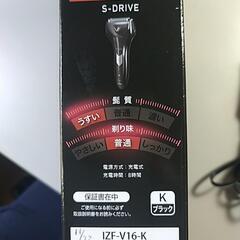 S-DRIVE
髭 質
うすい 普通 濃い
剃り味
やさしい 普通 しっかり
電源方式：充電式
充電時間：8時間
保証書在中
ご使用になる前に必ず
取扱説明書をお読みください。
K
ブラック
IZF-V16-K